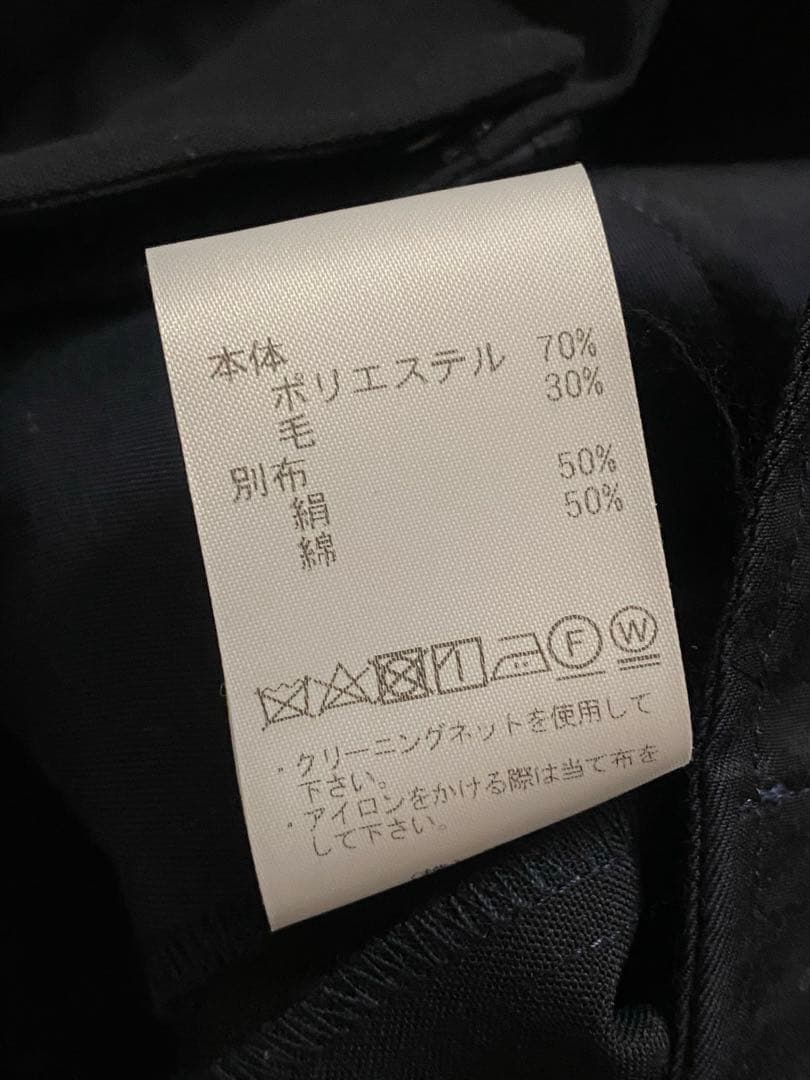 本体
ポリエステル 70%
毛 30%
別布
絹 50%
綿 50%
F W
・クリーニングネットを使用して
下さい。
・アイロンをかける際は当て布を
して下さい。